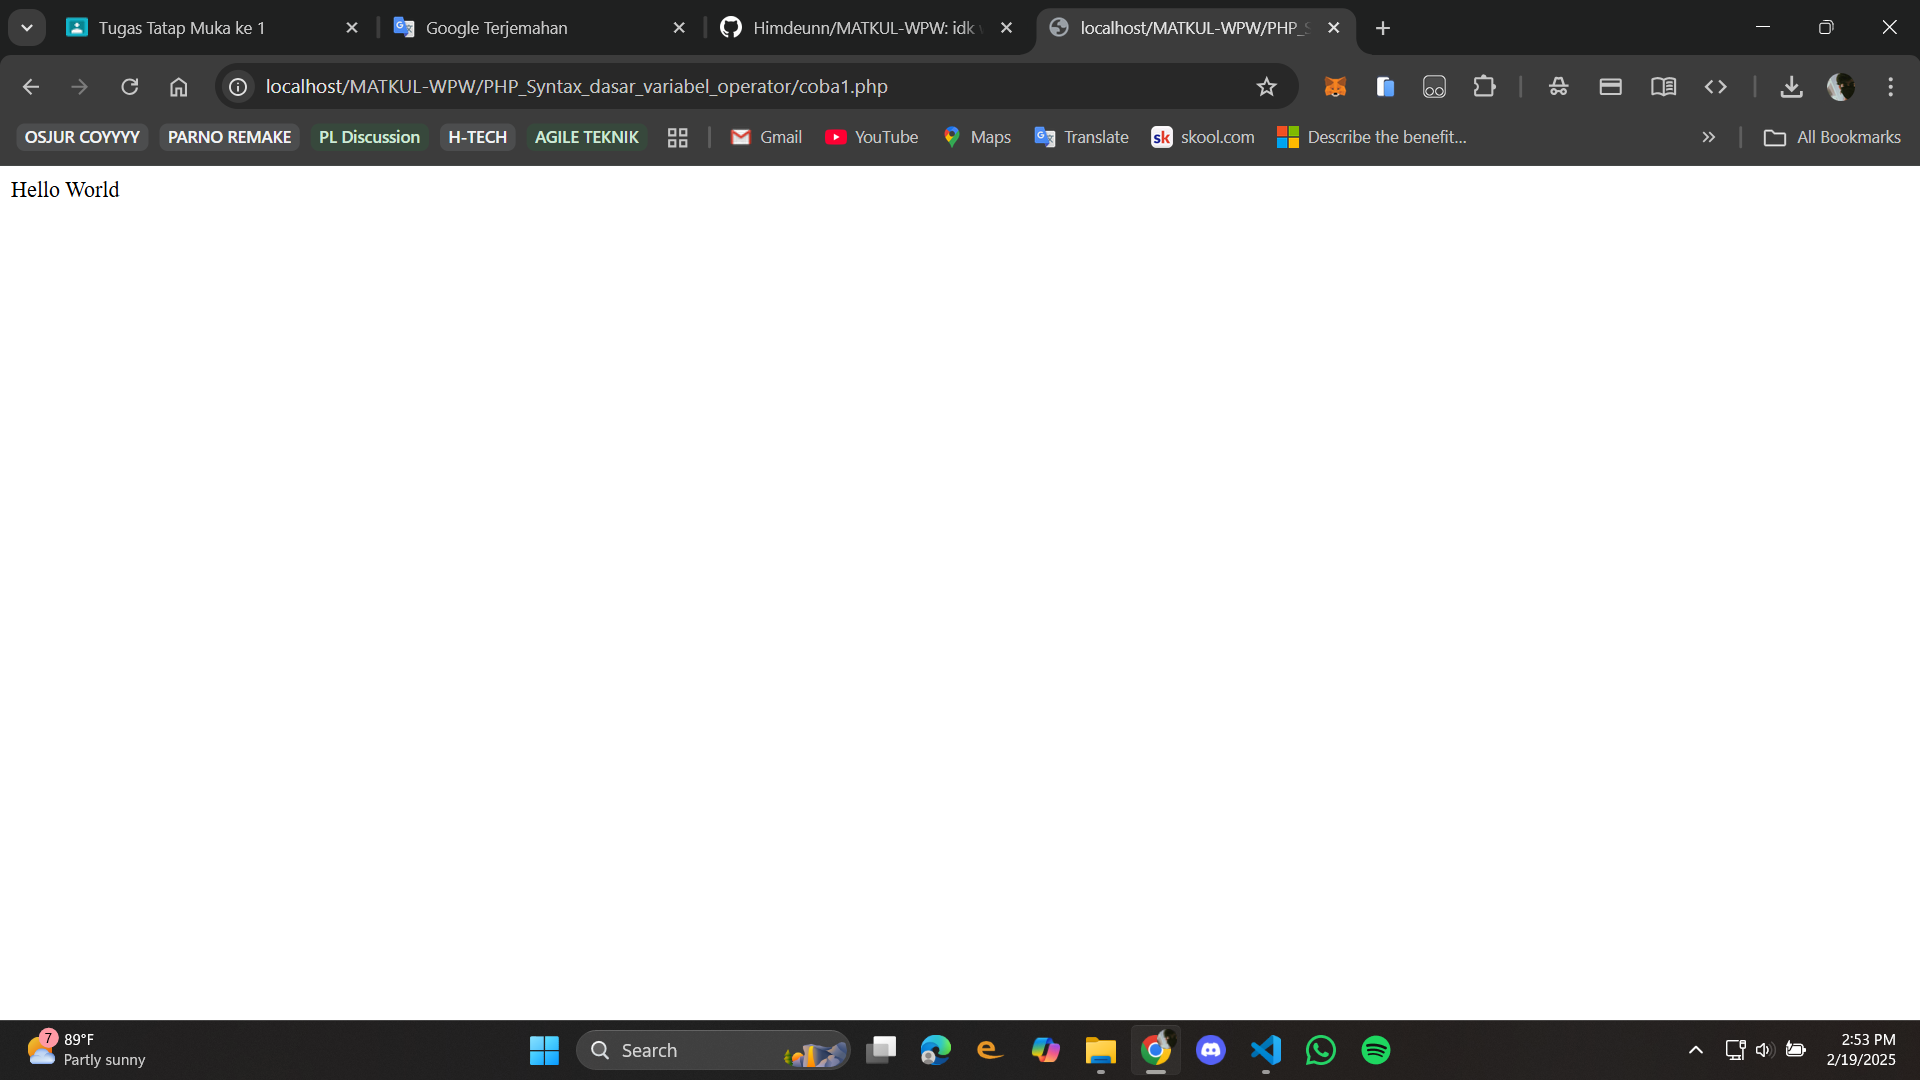 Tugas Tatap Muka ke 1
Google Terjemahan
Himdeunn/MATKUL-WPW: idk
localhost/MATKUL-WPW/PHP_S
localhost/MATKUL-WPW/PHP_Syntax_dasar_variabel_operator/coba1.php
OSJUR COYYYY
PARNO REMAKE
PL Discussion
H-TECH
AGILE TEKNIK
Gmail
YouTube
Maps
Translate
sk skool.com
Describe the benefit...
All Bookmarks
Hello World
7
89°F
Partly sunny
Search
2:53 PM
2/19/2025